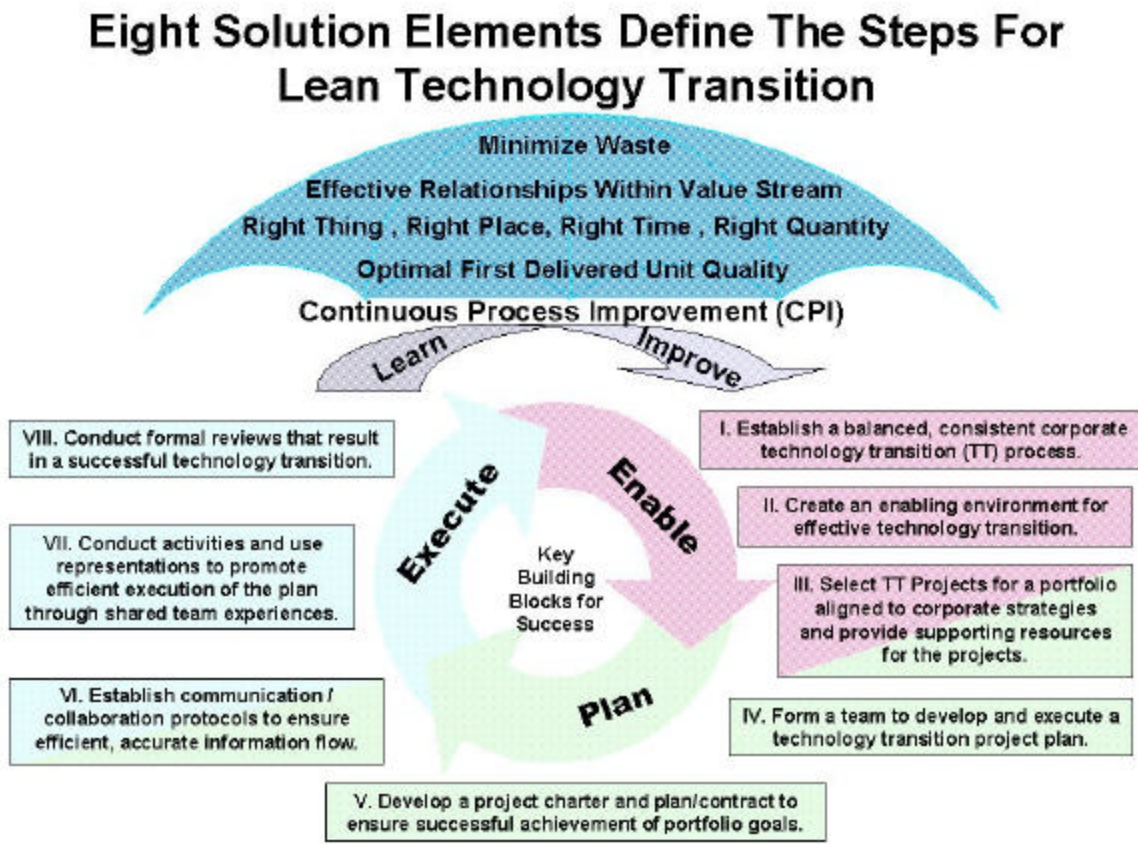 Eight Solution Elements Define The Steps For
Lean Technology Transition
Minimize Waste
Effective Relationships Within Value Stream
Right Thing , Right Place, Right Time , Right Quantity
Optimal First Delivered Unit Quality
Continuous Process Improvement (CPI)
Learn
Improve
Execute
Enable
Plan
Key
Building
Blocks for
Success
I. Establish a balanced, consistent corporate
technology transition (TT) process.
II. Create an enabling environment for
effective technology transition.
III. Select TT Projects for a portfolio
aligned to corporate strategies
and provide supporting resources
for the projects.
IV. Form a team to develop and execute a
technology transition project plan.
V. Develop a project charter and plan/contract to
ensure successful achievement of portfolio goals.
VI. Establish communication /
collaboration protocols to ensure
efficient, accurate information flow.
VII. Conduct activities and use
representations to promote
efficient execution of the plan
through shared team experiences.
VIII. Conduct formal reviews that result
in a successful technology transition.